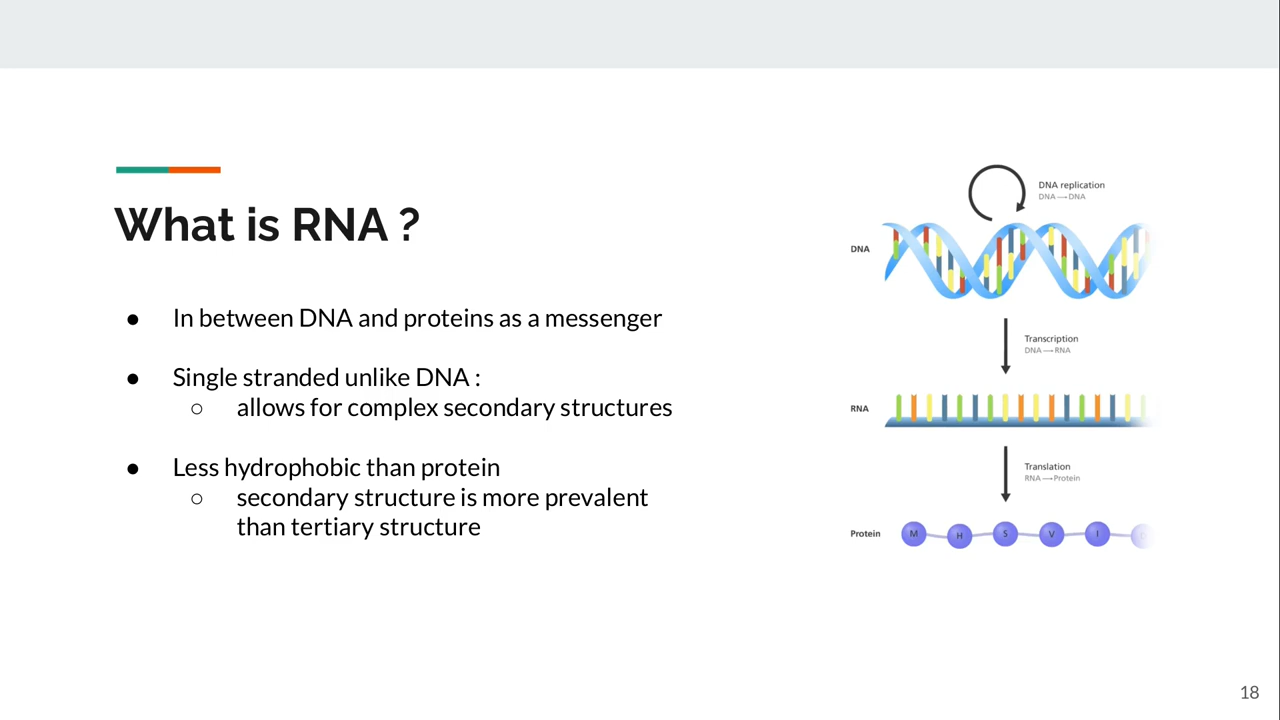 What is RNA ?
● In between DNA and proteins as a messenger
● Single stranded unlike DNA :
○ allows for complex secondary structures
● Less hydrophobic than protein
○ secondary structure is more prevalent
than tertiary structure
DNA replication
DNA → DNA
DNA
Transcription
DNA → RNA
RNA
Translation
RNA → Protein
Protein
M H S V I
18